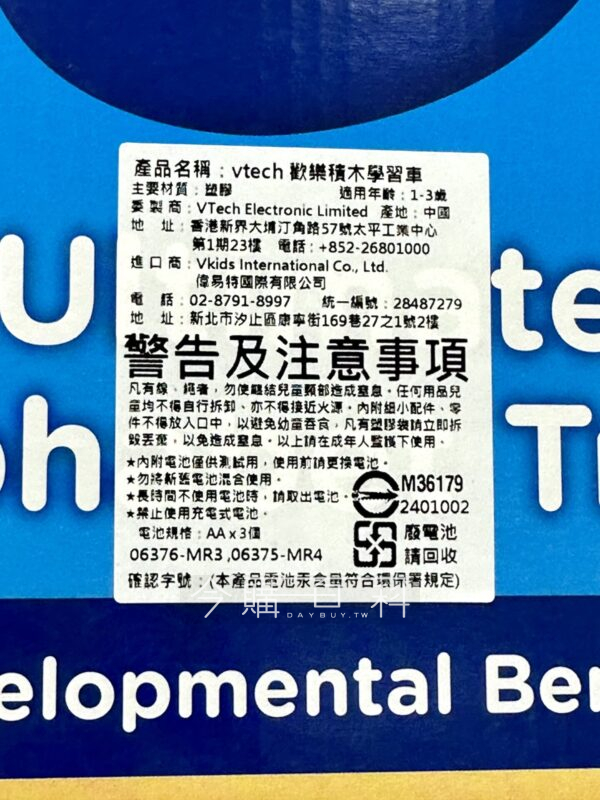 產品名稱：vtech 歡樂積木學習車
主要材質：塑膠 適用年齡：1-3歲
委製商：VTech Electronic Limited 產地：中國
地 址：香港新界大埔汀角路57號太平工業中心
第1期23樓 電話：+852-26801000
進口商：Vkids International Co., Ltd.
偉易特國際有限公司
電 話：02-8791-8997 統一編號：28487279
地 址：新北市汐止區康寧街169巷27之1號2樓
警告及注意事項
凡有線、繩者，勿使纏結兒童頸部造成窒息。任何用品兒
童均不得自行拆卸、亦不得接近火源。內附細小配件、零
件不得放入口中，以避免幼童吞食，凡有塑膠袋請立即拆
毀丟棄，以免造成窒息。以上請在成年人監護下使用。
★內附電池僅供測試用，使用前請更換電池。
★勿將新舊電池混合使用。
★長時間不使用電池時，請取出電池。
★禁止使用充電式電池。
電池規格：AA x 3個
06376-MR3 ,06375-MR4
M36179
2401002
廢電池
請回收
確認字號：(本產品電池汞含量符合環保署規定)
今購百科
DAYBUY.TW
elopmental Ber